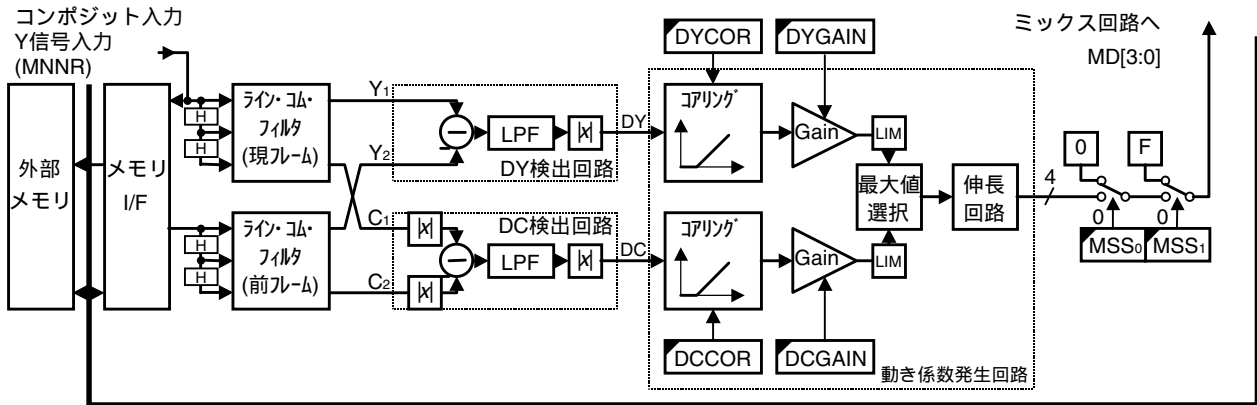 コンポジット入力
Y信号入力
(MNNR)
外部
メモリ
メモリ
I/F
H
H
H
H
ライン・コム・
フィルタ
(現フレーム)
ライン・コム・
フィルタ
(前フレーム)
Y1
Y2
C1
C2
|x|
|x|
LPF
|x|
DY検出回路
DC検出回路
LPF
|x|
DY
DC
DYCOR
DYGAIN
コアリング
コアリング
Gain
Gain
LIM
LIM
DCCOR
DCGAIN
最大値
選択
伸長
回路
動き係数発生回路
4
0
F
0
0
MSS0
MSS1
ミックス回路へ
MD[3:0]